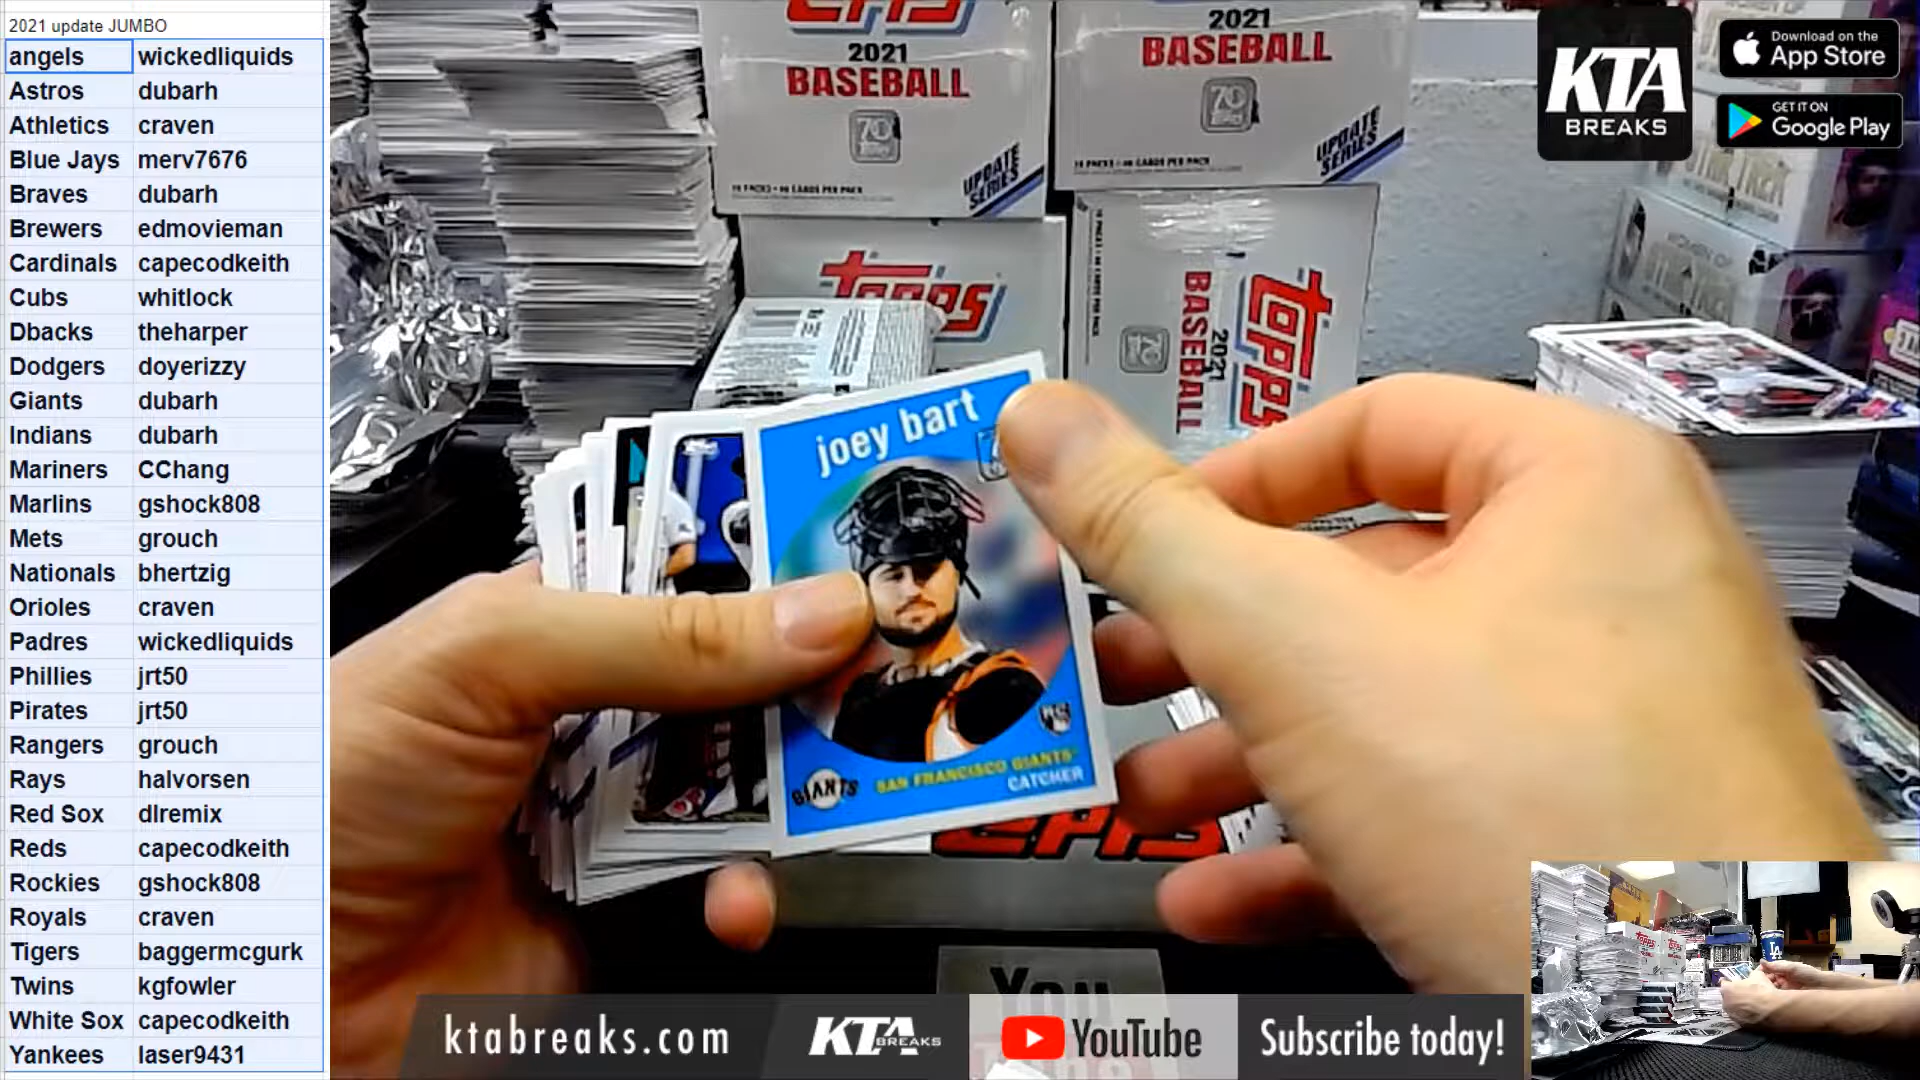 2021 update JUMBO
angels wickedliquids
Astros dubarh
Athletics craven
Blue Jays merv7676
Braves dubarh
Brewers edmovieman
Cardinals capecodkeith
Cubs whitlock
Dbacks theharper
Dodgers doyerizzy
Giants dubarh
Indians dubarh
Mariners CChang
Marlins gshock808
Mets grouch
Nationals bhertzig
Orioles craven
Padres wickedliquids
Phillies jrt50
Pirates jrt50
Rangers grouch
Rays halvorsen
Red Sox dlremix
Reds capecodkeith
Rockies gshock808
Royals craven
Tigers baggermcgurk
Twins kgfowler
White Sox capecodkeith
Yankees laser9431
2021
BASEBALL
70
UPDATE
SERIES
2021
BASEBALL
70
UPDATE
SERIES
Topps
Topps
2021
BASEBALL
70
KTA
BREAKS
Download on the
App Store
GET IT ON
Google Play
joey bart
GIANTS
SAN FRANCISCO GIANTS
CATCHER
You
ktabreaks.com
KTA
BREAKS
YouTube
Subscribe today!